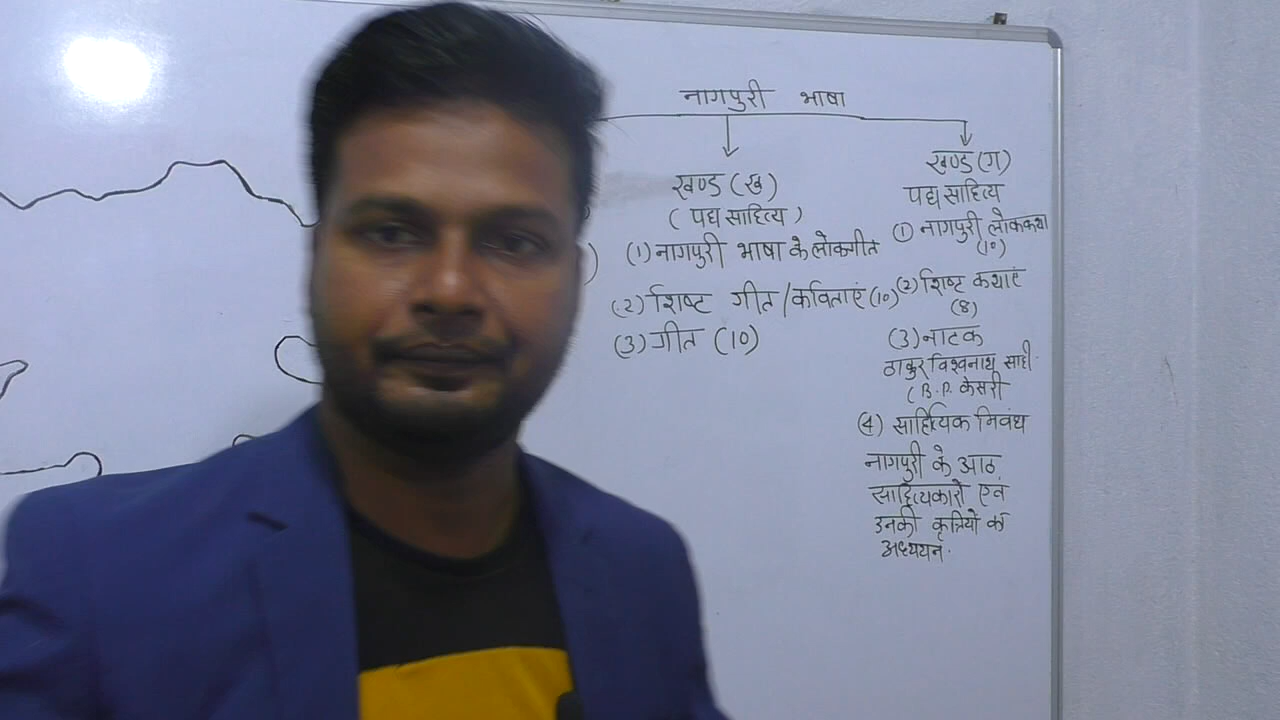 नागपुरी भाषा
खण्ड (ख)
( पद्य साहित्य )
(1) नागपुरी भाषा के लोकगीत
(2) शिष्ट गीत / कविताएं (10)
(3) गीत (10)
खण्ड (ग)
पद्य साहित्य
① नागपुरी लोककथा
(10)
(2) शिष्ट कथाएं
(8)
(3) नाटक
ठाकुर विश्वनाथ साही
( B.P. केसरी
(4) साहित्यिक निबंध
नागपुरी के आठ
साहित्यकारो एवं
उनकी कृत्रियों का
अध्ययन.